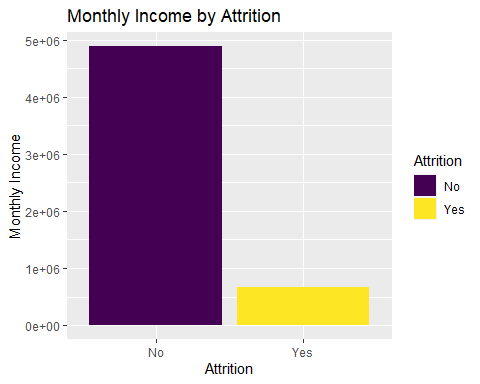 Monthly Income by Attrition
5e+06
4e+06
3e+06
2e+06
1e+06
0e+00
Monthly Income
No
Yes
Attrition
Attrition
No
Yes